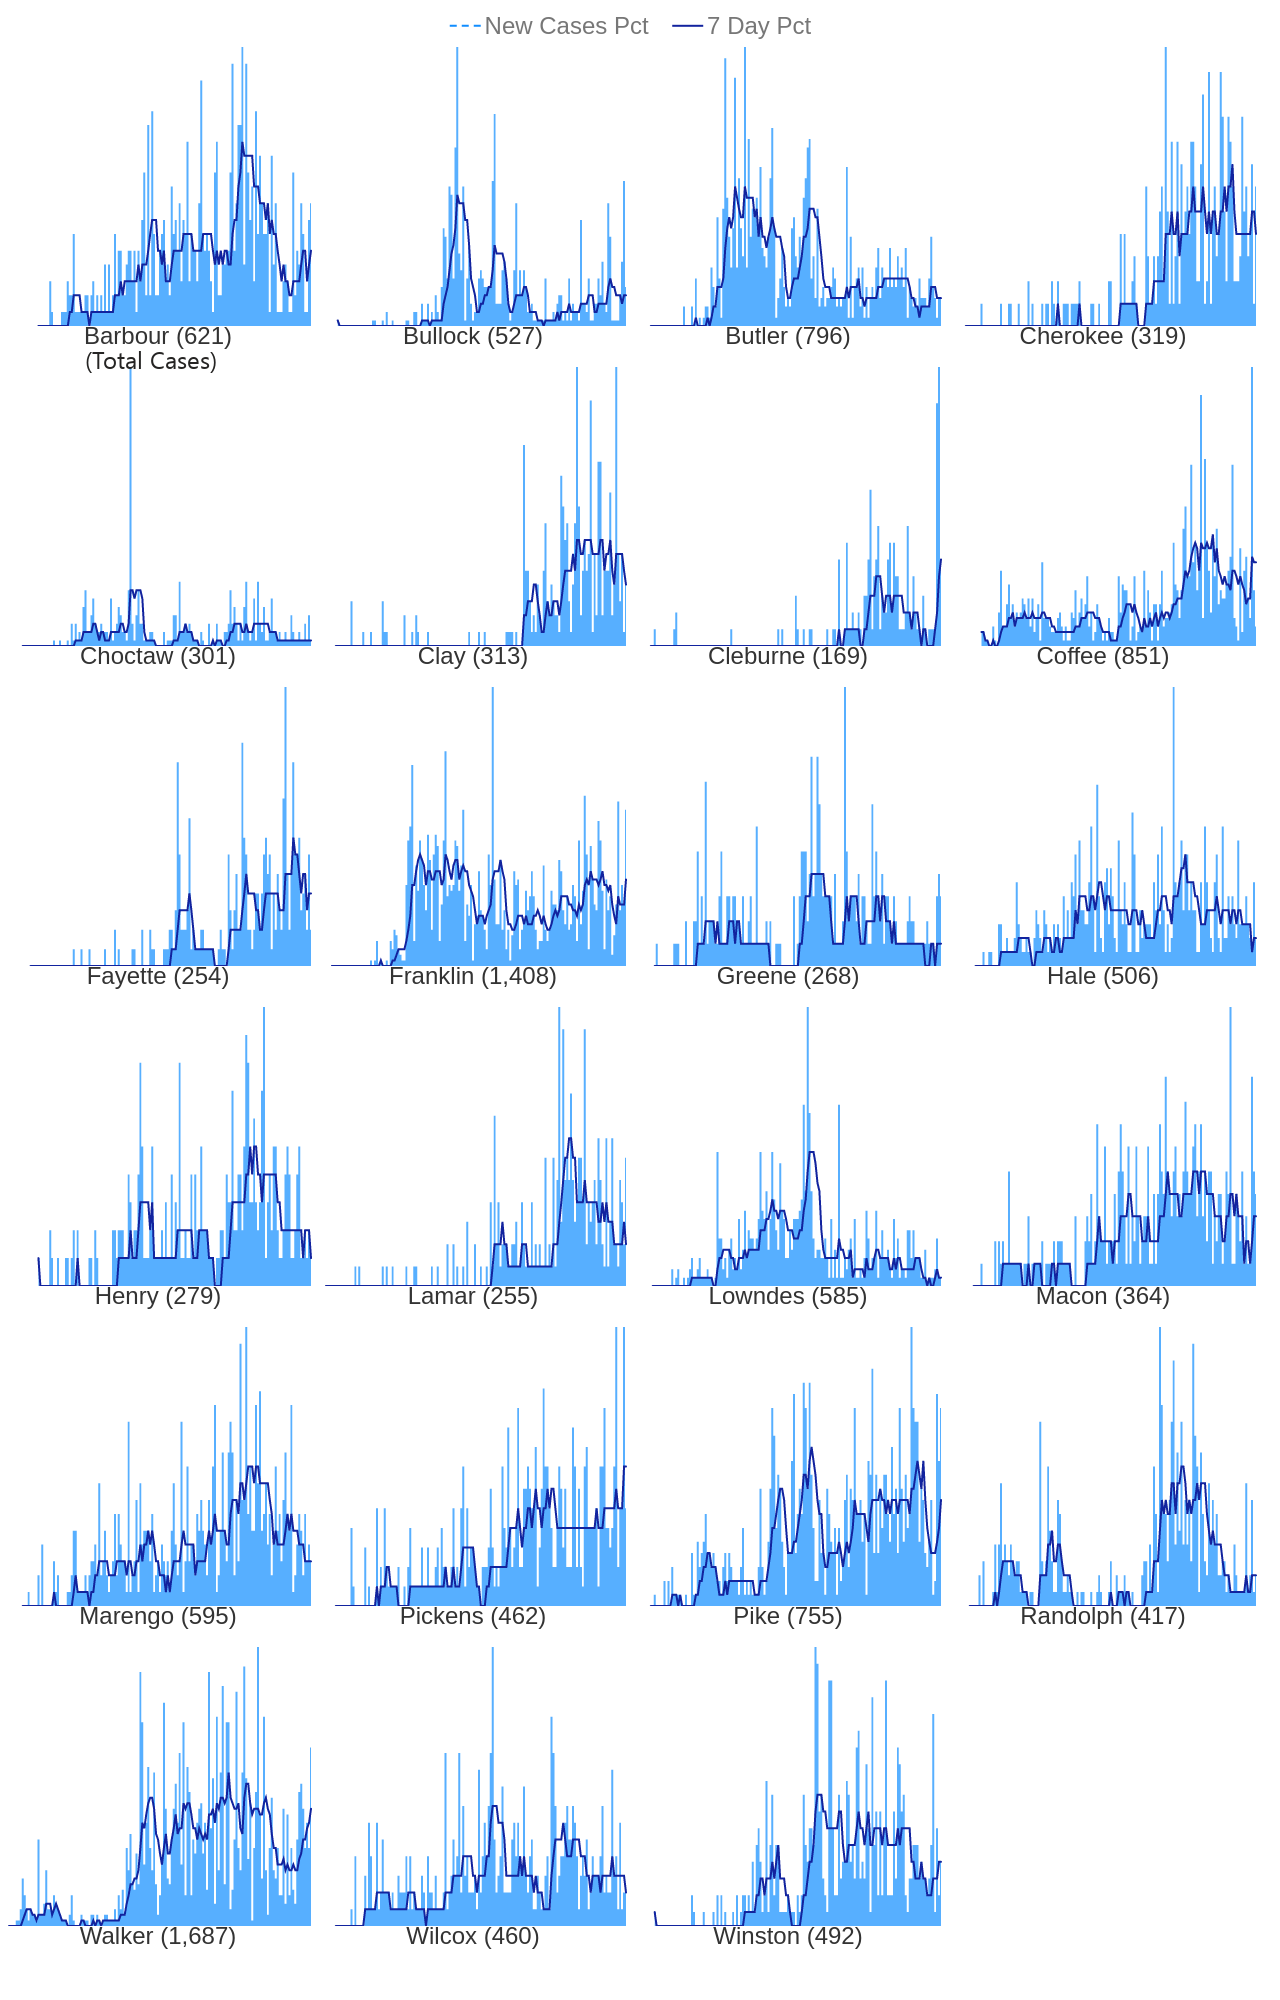 New Cases Pct 7 Day Pct
Barbour (621) Bullock (527) Butler (796) Cherokee (319)
(Total Cases)
Choctaw (301) Clay (313) Cleburne (169) Coffee (851)
Fayette (254) Franklin (1,408) Greene (268) Hale (506)
Henry (279) Lamar (255) Lowndes (585) Macon (364)
Marengo (595) Pickens (462) Pike (755) Randolph (417)
Walker (1,687) Wilcox (460) Winston (492)